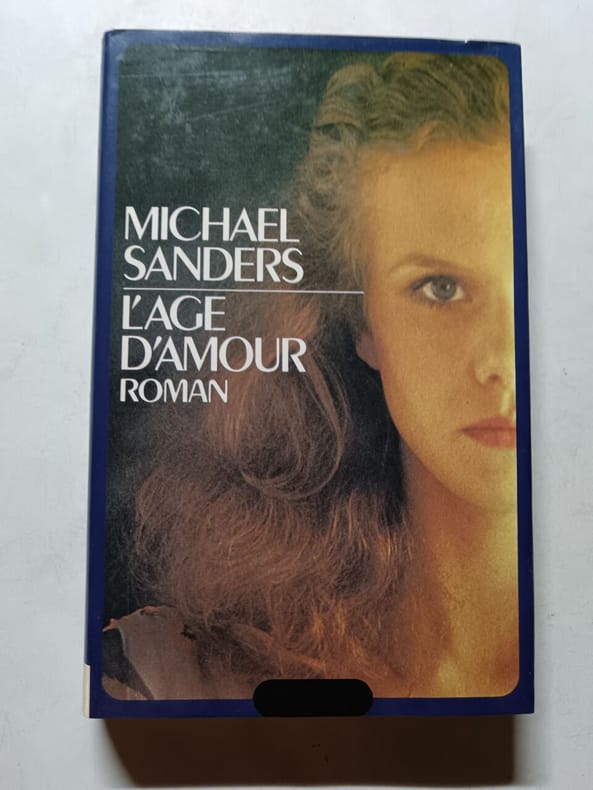 MICHAEL
SANDERS
L'AGE
D'AMOUR
ROMAN